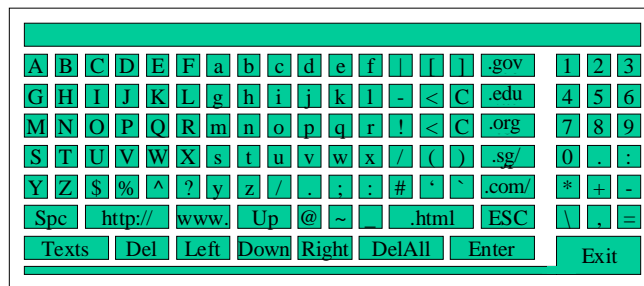 A B C D E F a b c d e f | [ ] .gov 1 2 3
G H I J K L g h i j k l - < C .edu 4 5 6
M N O P Q R m n o p q r ! < C .org 7 8 9
S T U V W X s t u v w x / ( ) .sg/ 0 . :
Y Z $ % ^ ? y z / . ; : # ‘ ` .com/ * + -
Spc http:// www. Up @ ~ _ .html ESC \ , =
Texts Del Left Down Right DelAll Enter Exit